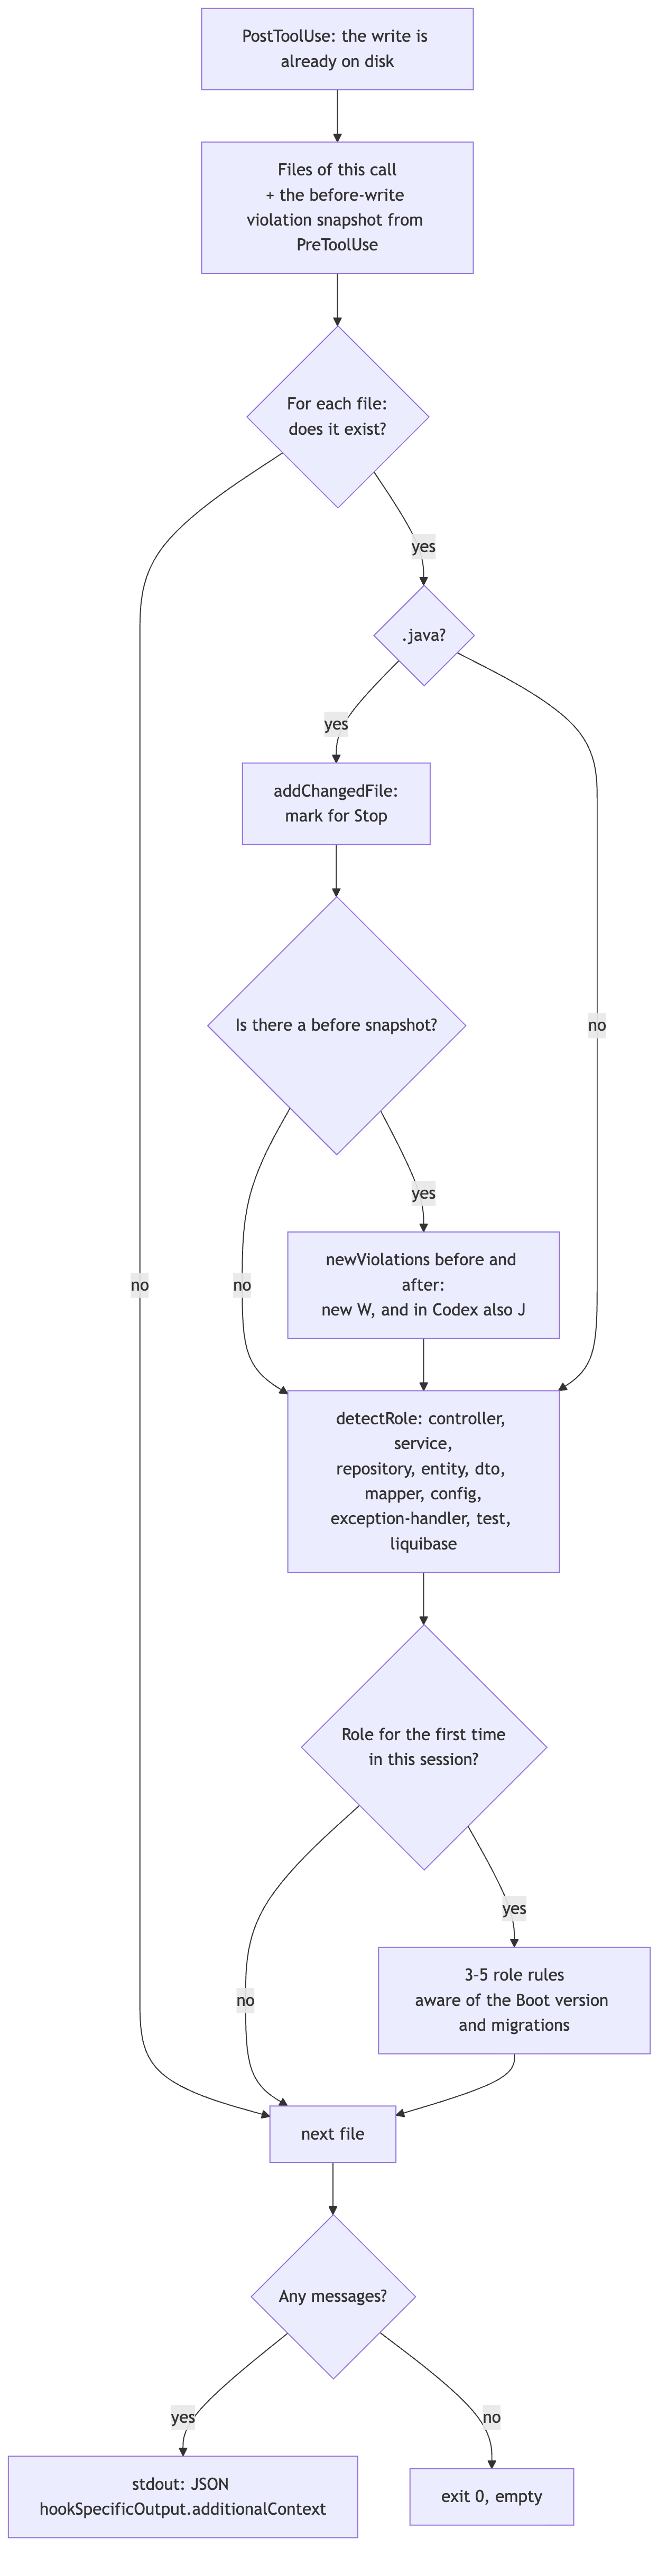 PostToolUse: the write is
already on disk
Files of this call
+ the before-write
violation snapshot from
PreToolUse
For each file:
does it exist?
yes
.java?
yes
addChangedFile:
mark for Stop
Is there a before snapshot?
no
yes
newViolations before and
after:
new W, and in Codex also J
no
no
detectRole: controller,
service,
repository, entity, dto,
mapper, config,
exception-handler, test,
liquibase
Role for the first time
in this session?
yes
3–5 role rules
aware of the Boot version
and migrations
no
next file
Any messages?
yes
no
stdout: JSON
hookSpecificOutput.additionalContext
exit 0, empty